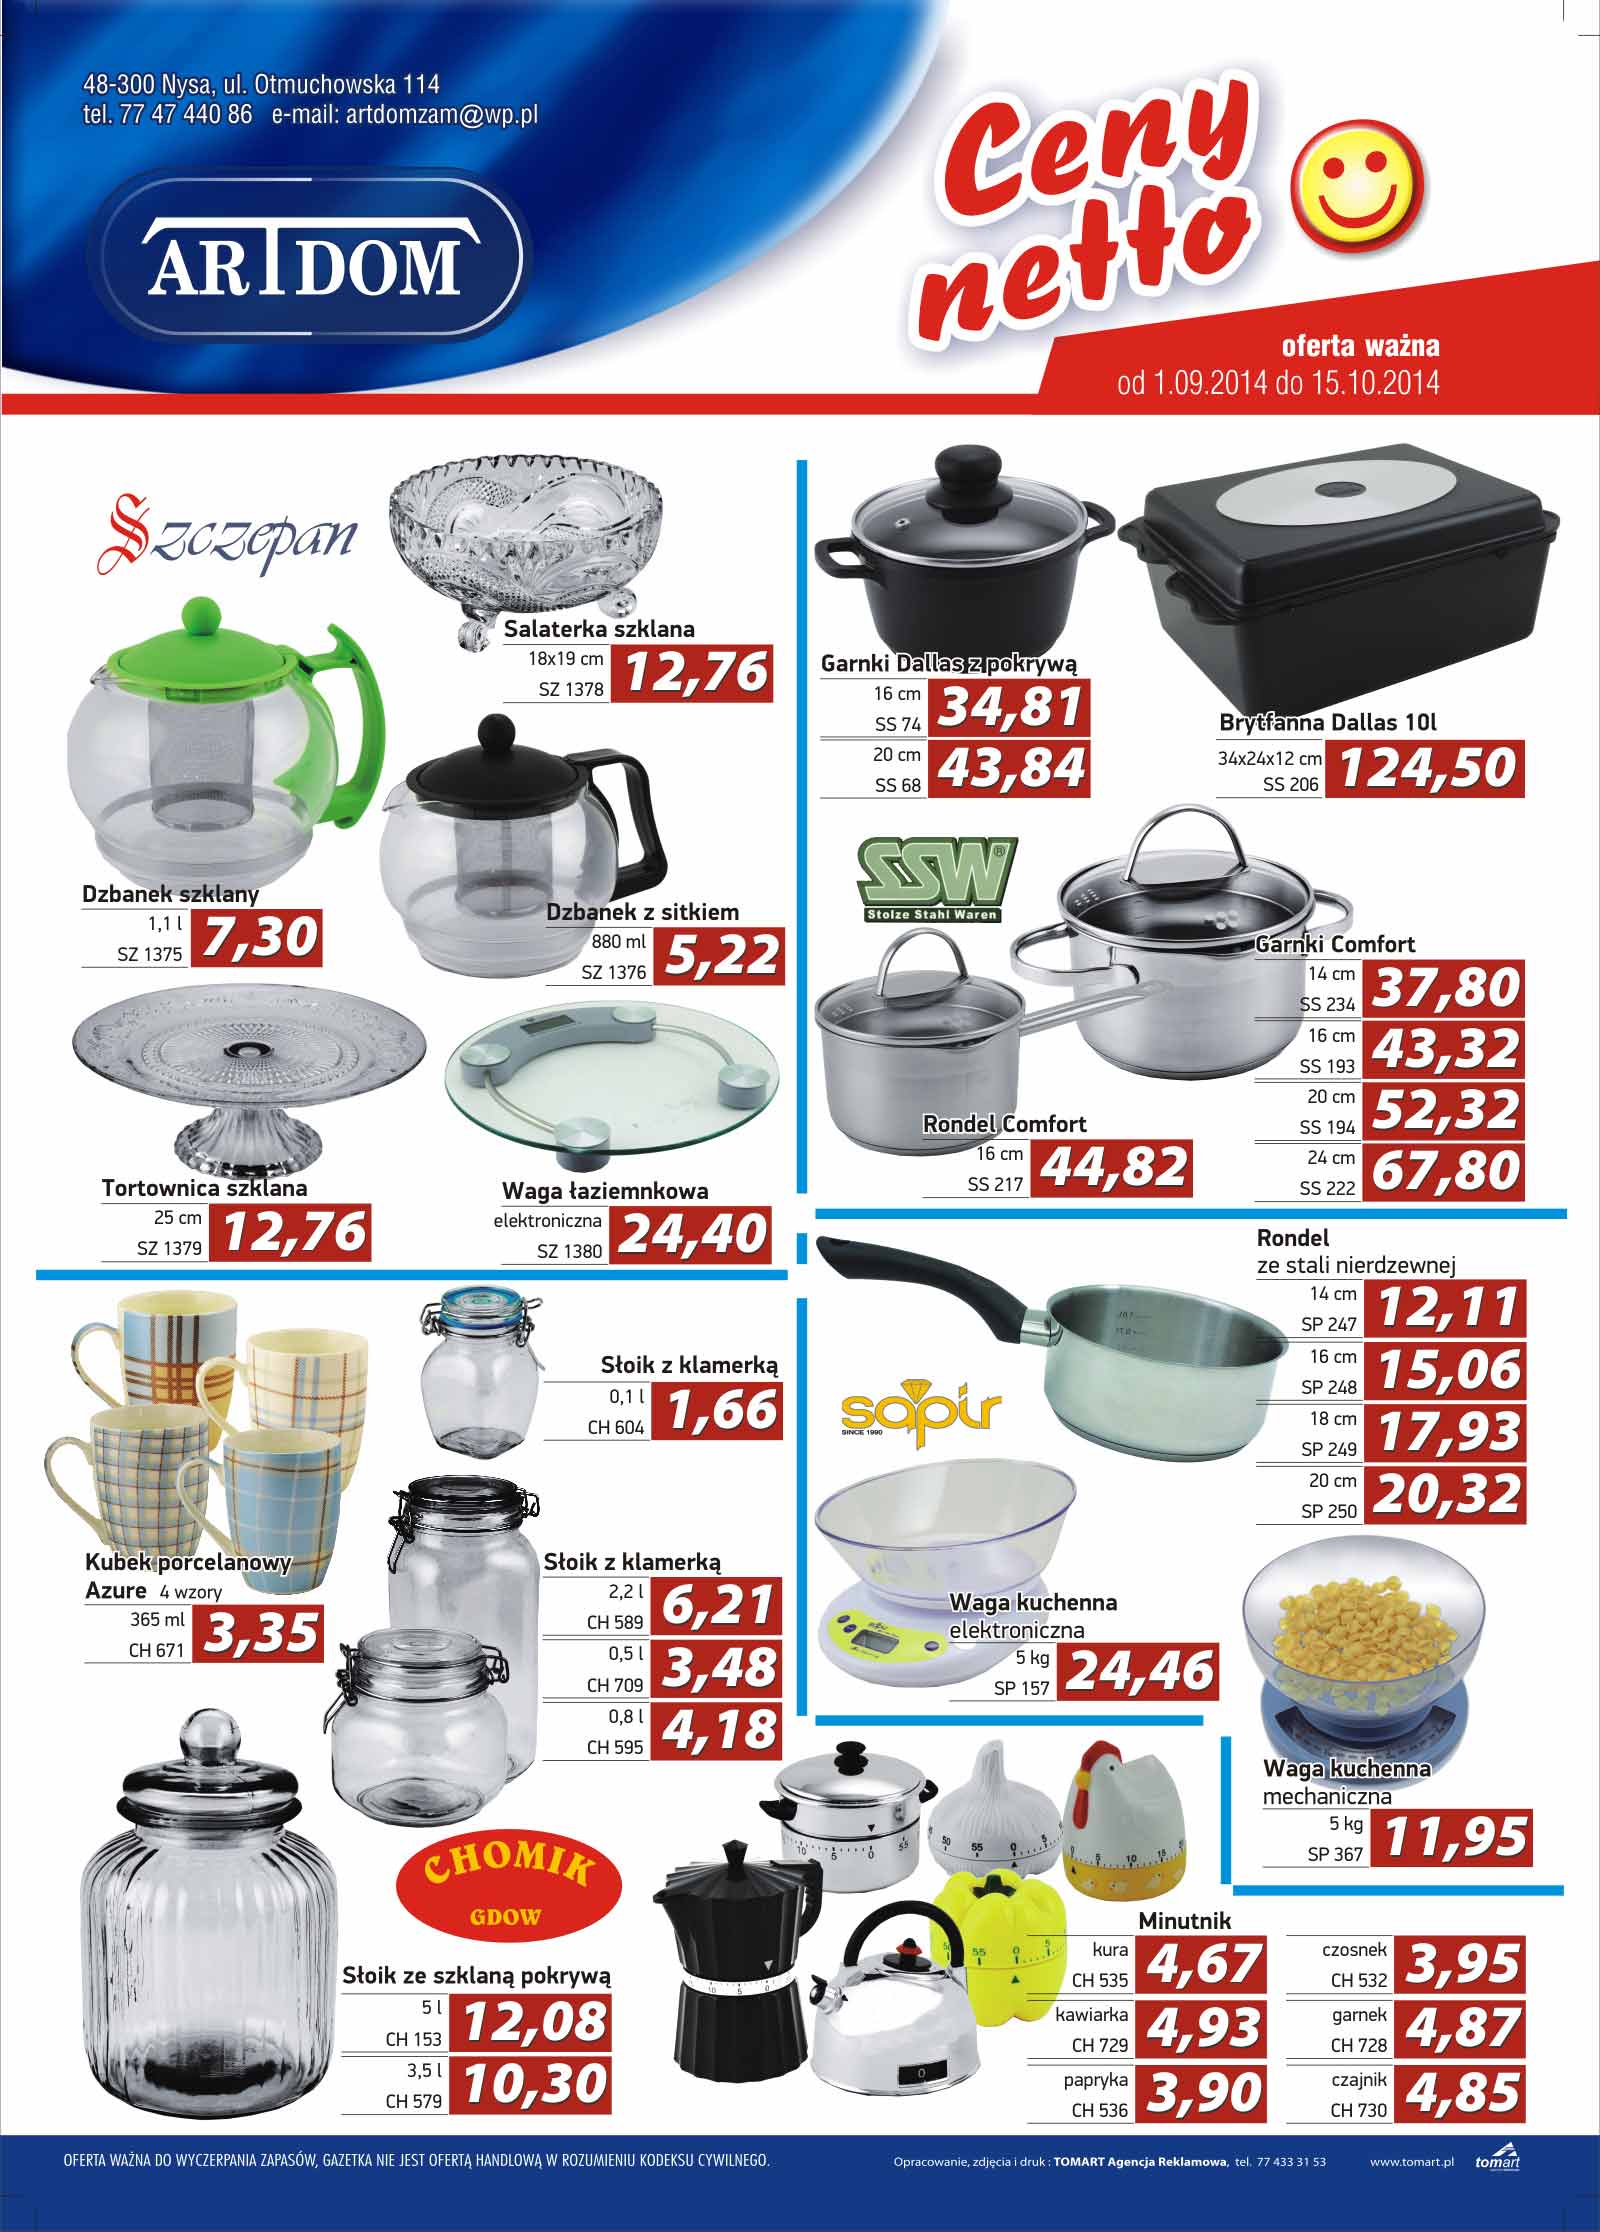 48-300 Nysa, ul. Otmuchowska 114
tel. 77 47 440 86 e-mail: artdomzam@wp.pl
ARTDOM
Ceny
netto
oferta ważna
od 1.09.2014 do 15.10.2014
Szczepan
Salaterka szklana
18x19 cm
SZ 1378
12,76
Dzbanek szklany
1,1 l
SZ 1375
7,30
Dzbanek z sitkiem
880 ml
SZ 1376
5,22
Tortownica szklana
25 cm
SZ 1379
12,76
Waga łaziemnkowa
elektroniczna
SZ 1380
24,40
Garnki Dallas z pokrywą
16 cm
SS 74
34,81
20 cm
SS 68
43,84
Brytfanna Dallas 10l
34x24x12 cm
SS 206
124,50
SSW®
Stolze Stahl Waren
Garnki Comfort
14 cm
SS 234
37,80
16 cm
SS 193
43,32
20 cm
SS 194
52,32
24 cm
SS 222
67,80
Rondel Comfort
16 cm
SS 217
44,82
Rondel
ze stali nierdzewnej
14 cm
SP 247
12,11
16 cm
SP 248
15,06
18 cm
SP 249
17,93
20 cm
SP 250
20,32
sapir
SINCE 1990
Waga kuchenna
elektroniczna
5 kg
SP 157
24,46
Waga kuchenna
mechaniczna
5 kg
SP 367
11,95
Kubek porcelanowy
Azure 4 wzory
365 ml
CH 671
3,35
Słoik z klamerką
0,1 l
CH 604
1,66
Słoik z klamerką
2,2 l
CH 589
6,21
0,5 l
CH 709
3,48
0,8 l
CH 595
4,18
CHOMIK
GDOW
Słoik ze szklaną pokrywą
5 l
CH 153
12,08
3,5 l
CH 579
10,30
Minutnik
kura
CH 535
4,67
kawiarka
CH 729
4,93
papryka
CH 536
3,90
czosnek
CH 532
3,95
garnek
CH 728
4,87
czajnik
CH 730
4,85
OFERTA WAŻNA DO WYCZERPANIA ZAPASÓW, GAZETKA NIE JEST OFERTĄ HANDLOWĄ W ROZUMIENIU KODEKSU CYWILNEGO.
Opracowanie, zdjęcia i druk : TOMART Agencja Reklamowa, tel. 77 433 31 53 www.tomart.pl
tomart